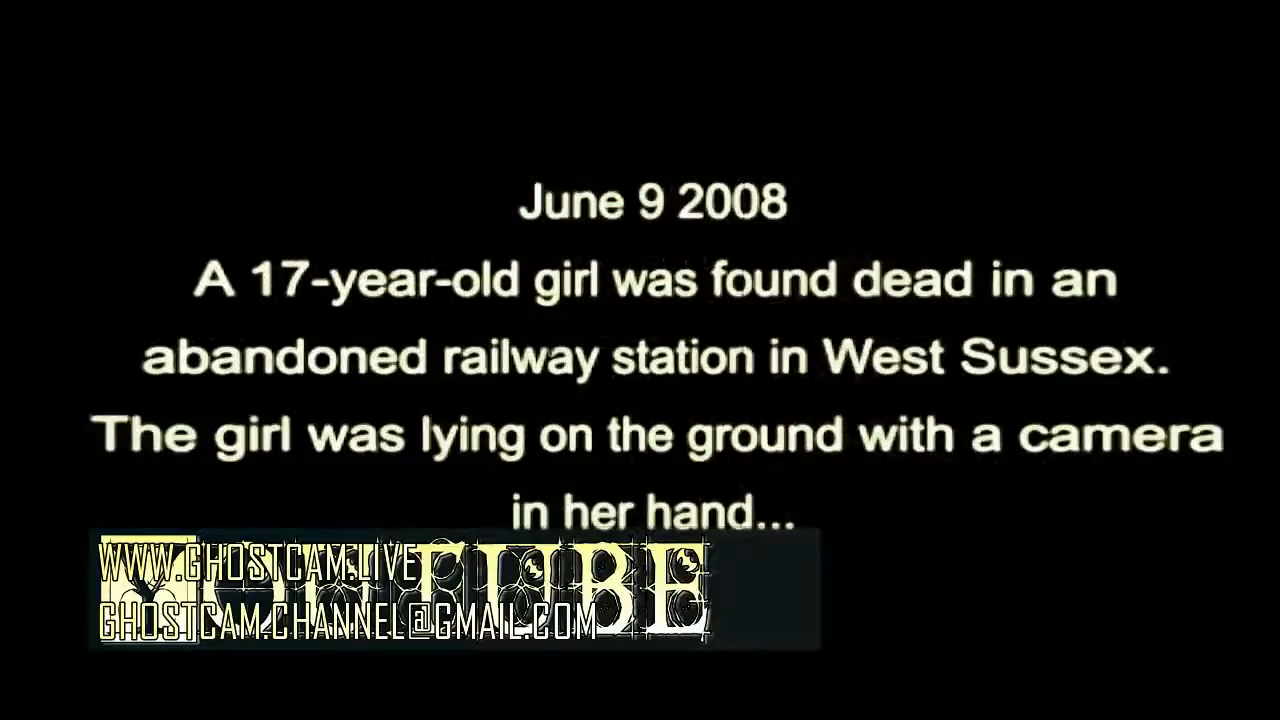 June 9 2008
A 17-year-old girl was found dead in an
abandoned railway station in West Sussex.
The girl was lying on the ground with a camera
in her hand...
WWW.GHOSTCAM.LIVE
YOUTUBE
GHOSTCAM.CHANNEL@GMAIL.COM